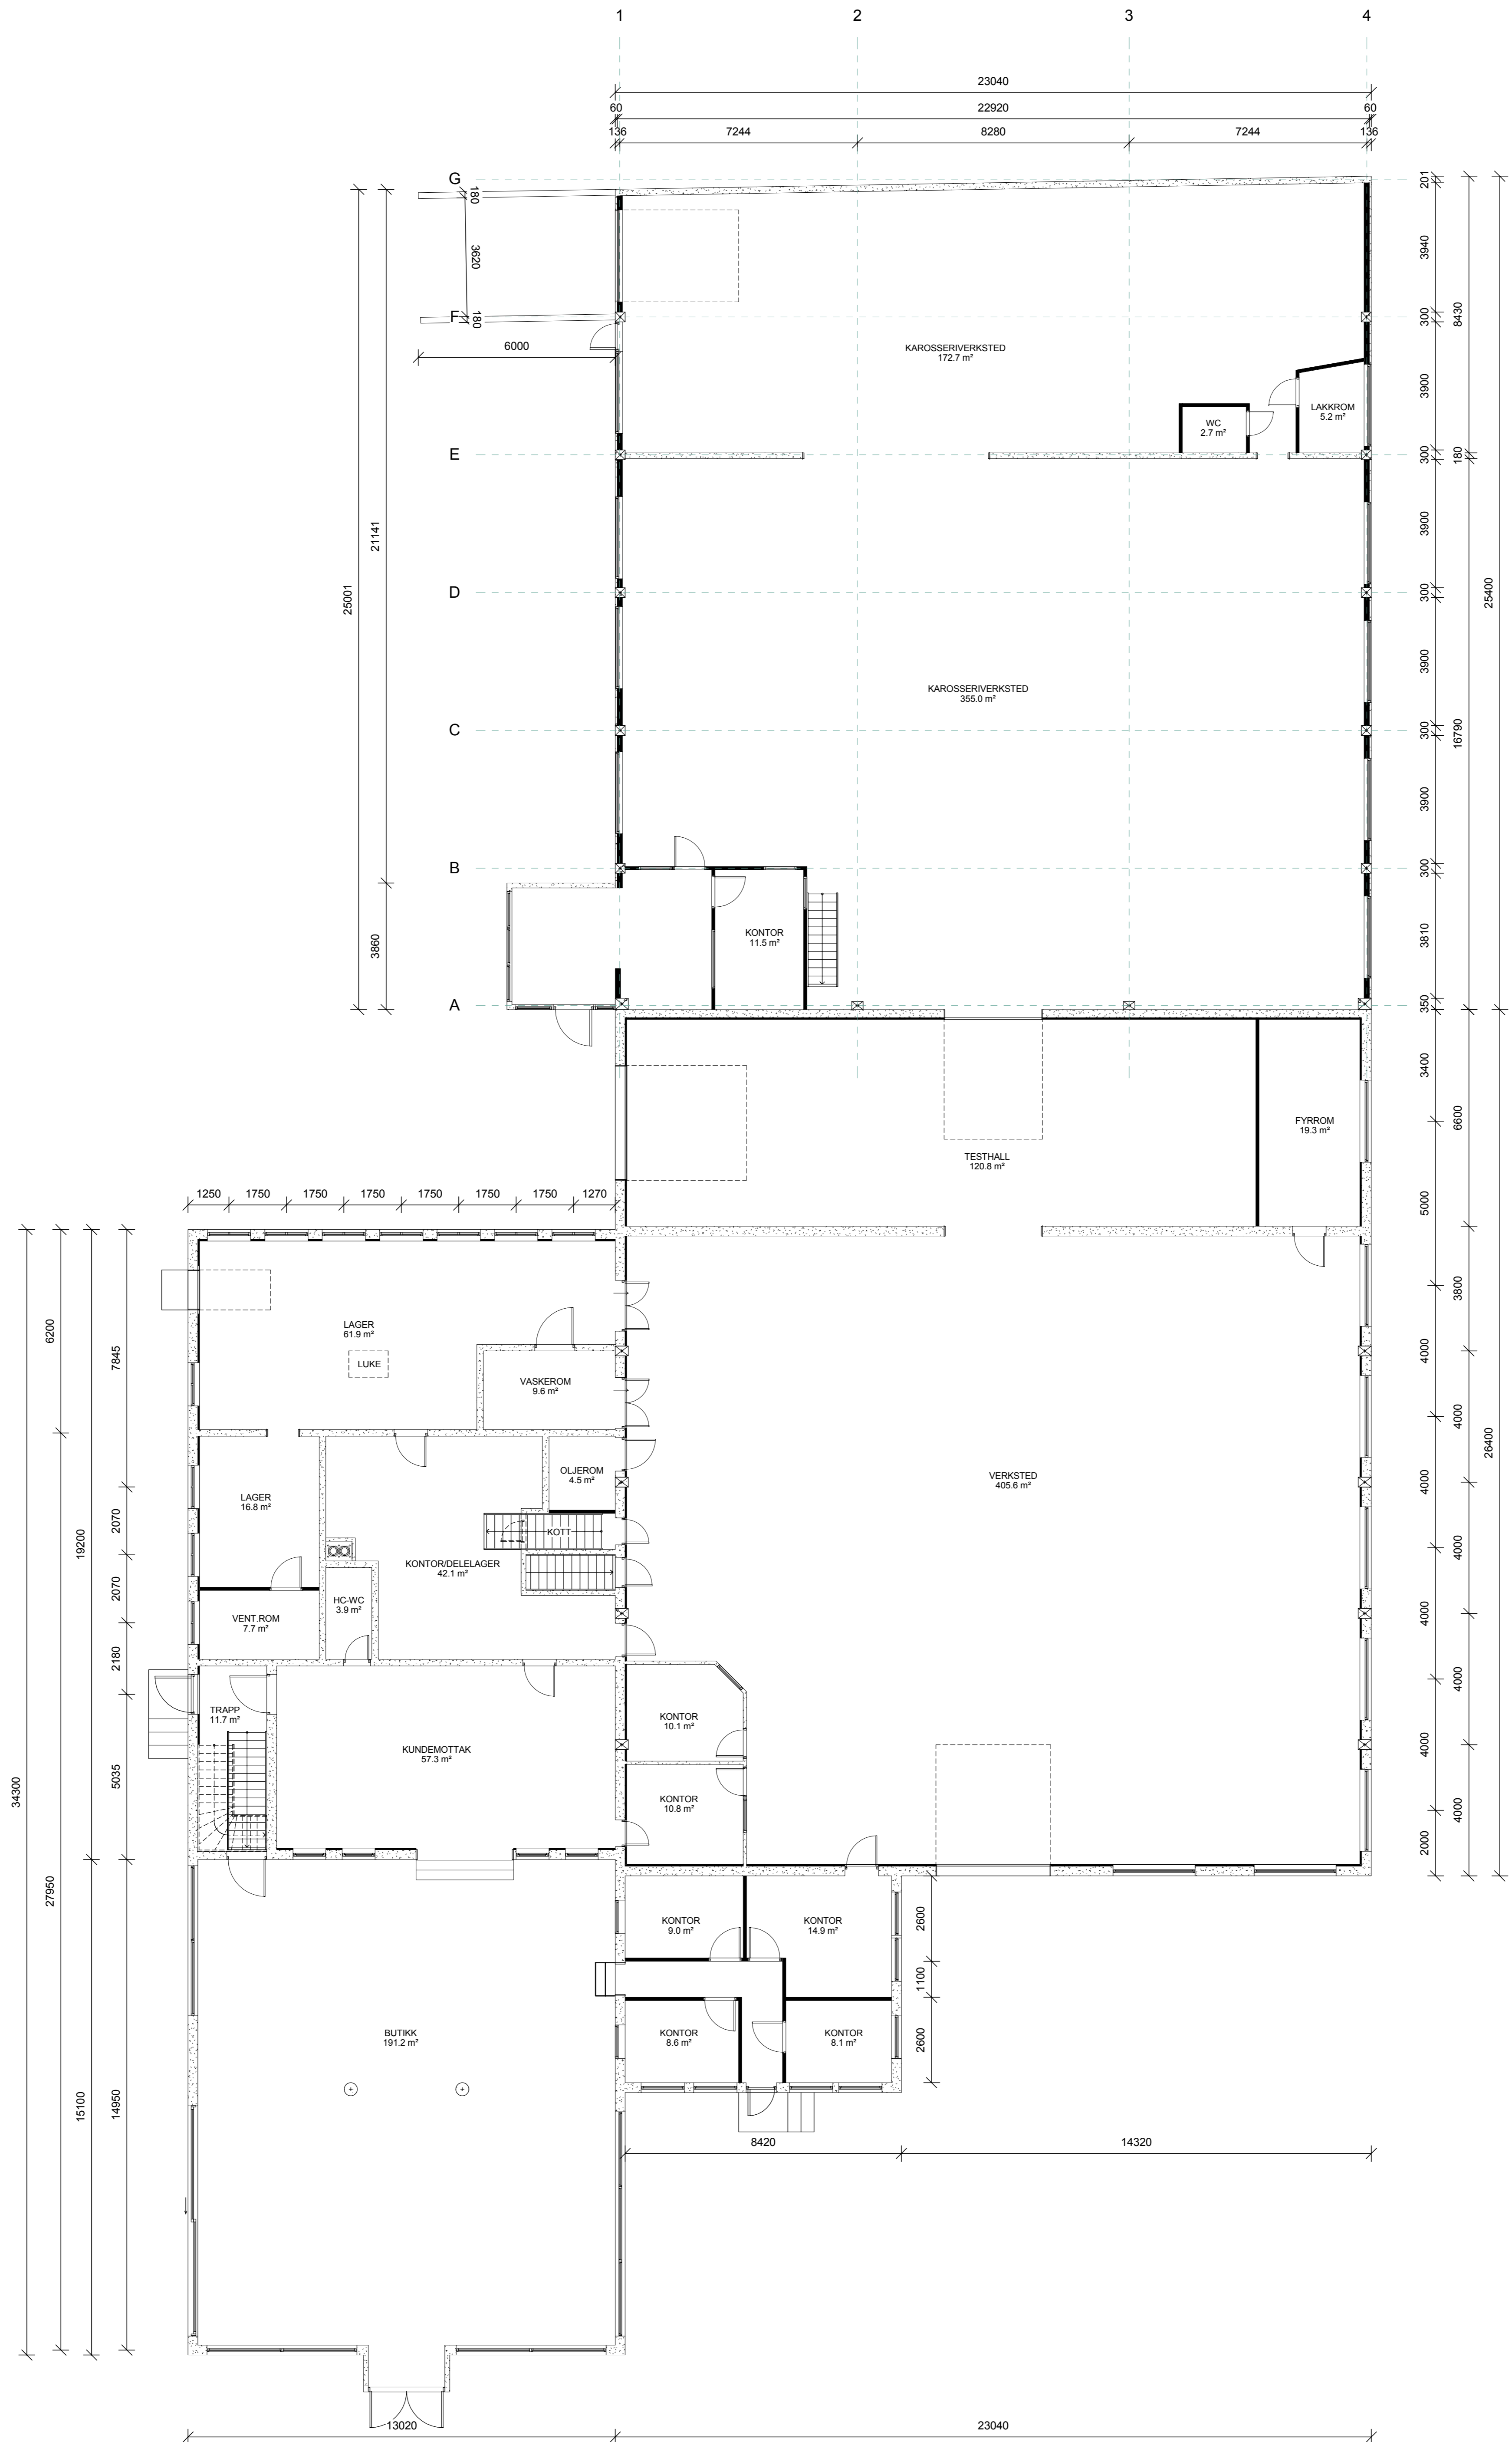 1
2
3
4
23040
60
22920
60
136
7244
8280
7244
136
G
180
201
3620
3940
F
180
300
8430
6000
KAROSSERIVERKSTED
172.7 m²
3900
LAKKROM
5.2 m²
WC
2.7 m²
E
300
180
3900
21141
25001
D
300
25400
3900
KAROSSERIVERKSTED
355.0 m²
C
300
16790
3900
B
300
3860
KONTOR
11.5 m²
3810
A
350
3400
FYRROM
19.3 m²
6600
TESTHALL
120.8 m²
1250
1750
1750
1750
1750
1750
1750
1270
5000
3800
LAGER
61.9 m²
6200
7845
LUKE
4000
VASKEROM
9.6 m²
4000
26400
OLJEROM
4.5 m²
VERKSTED
405.6 m²
4000
LAGER
16.8 m²
2070
19200
KOTT
4000
KONTOR/DELELAGER
42.1 m²
2070
HC-WC
3.9 m²
4000
VENT.ROM
7.7 m²
2180
4000
TRAPP
11.7 m²
KONTOR
10.1 m²
KUNDEMOTTAK
57.3 m²
4000
5035
34300
KONTOR
10.8 m²
4000
2000
27950
KONTOR
9.0 m²
KONTOR
14.9 m²
2600
1100
BUTIKK
191.2 m²
KONTOR
8.6 m²
KONTOR
8.1 m²
2600
15100
14950
8420
14320
13020
23040